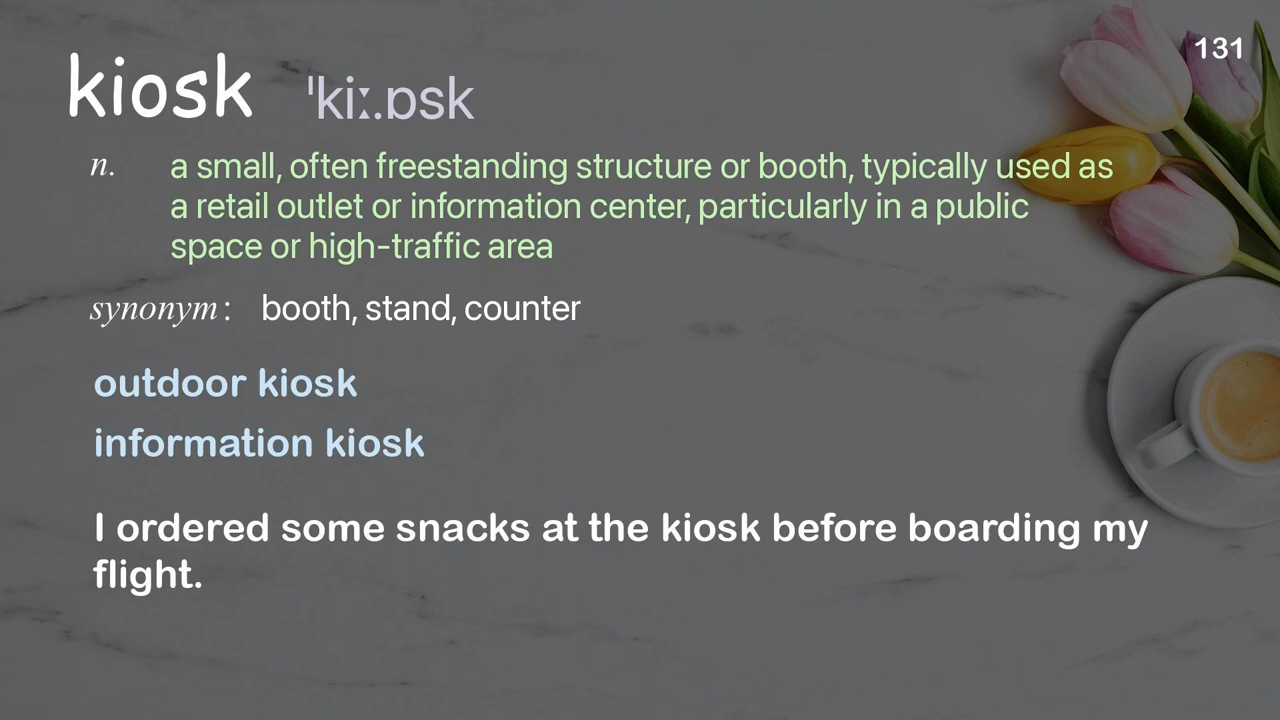 131
kiosk ˈkiː.ɒsk
n. a small, often freestanding structure or booth, typically used as
a retail outlet or information center, particularly in a public
space or high-traffic area
synonym: booth, stand, counter
outdoor kiosk
information kiosk
I ordered some snacks at the kiosk before boarding my
flight.